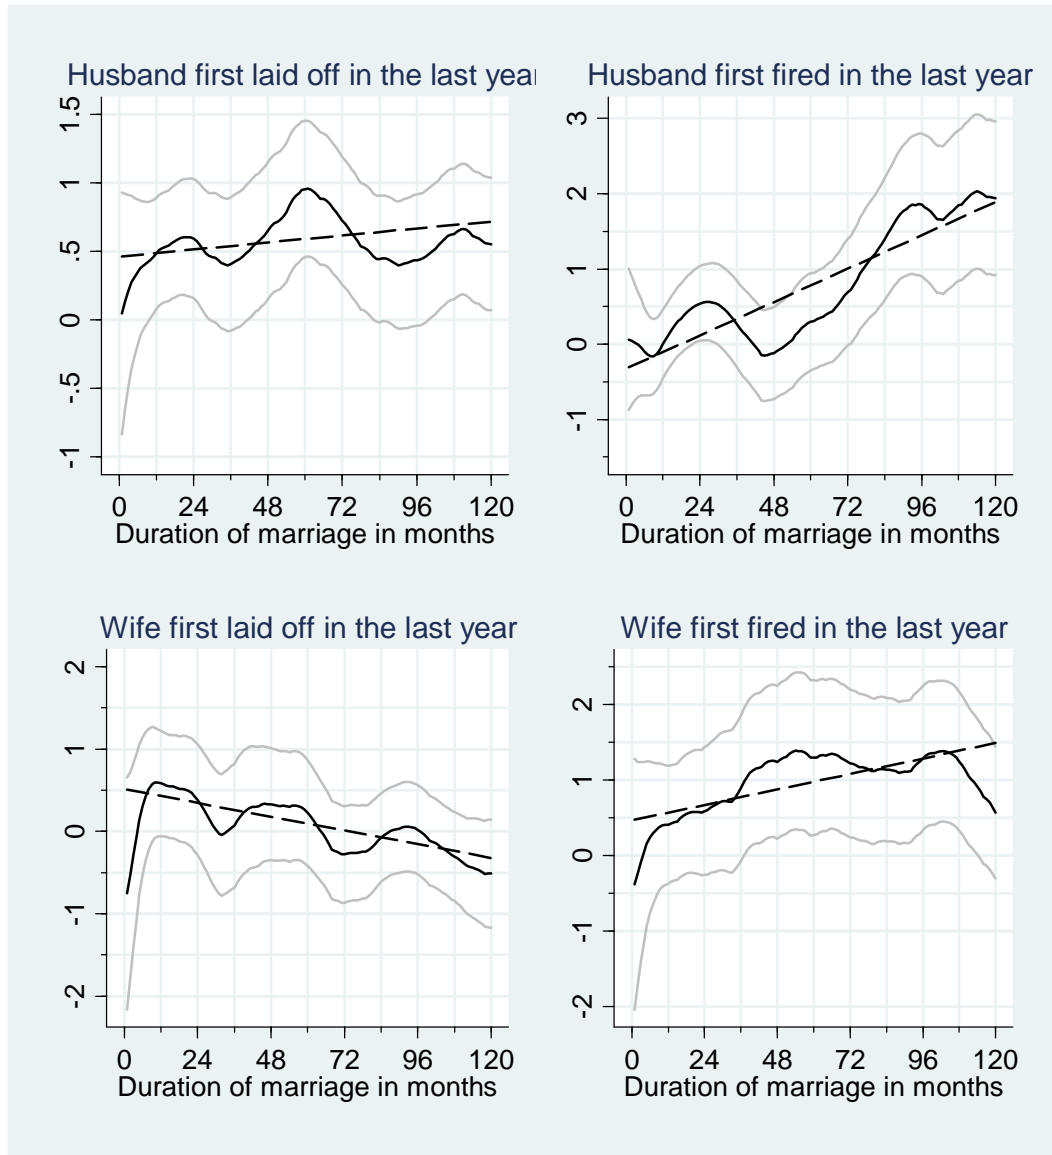 Husband first laid off in the last year
1.5
1
.5
0
-.5
-1
0 24 48 72 96 120
Duration of marriage in months
Husband first fired in the last year
3
2
1
0
-1
0 24 48 72 96 120
Duration of marriage in months
Wife first laid off in the last year
2
1
0
-1
-2
0 24 48 72 96 120
Duration of marriage in months
Wife first fired in the last year
2
1
0
-1
-2
0 24 48 72 96 120
Duration of marriage in months